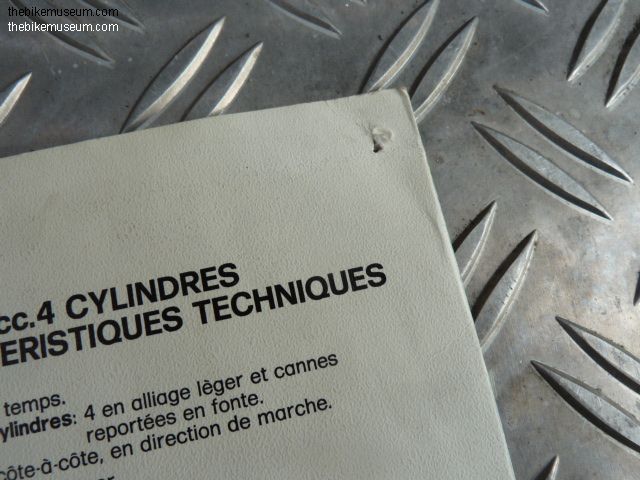 thebikemuseum.com
thebikemuseum.com
cc.4 CYLINDRES
ERISTIQUES TECHNIQUES
temps.
ylindres: 4 en alliage lèger et cannes
reportées en fonte.
côte-à-côte, en direction de marche.